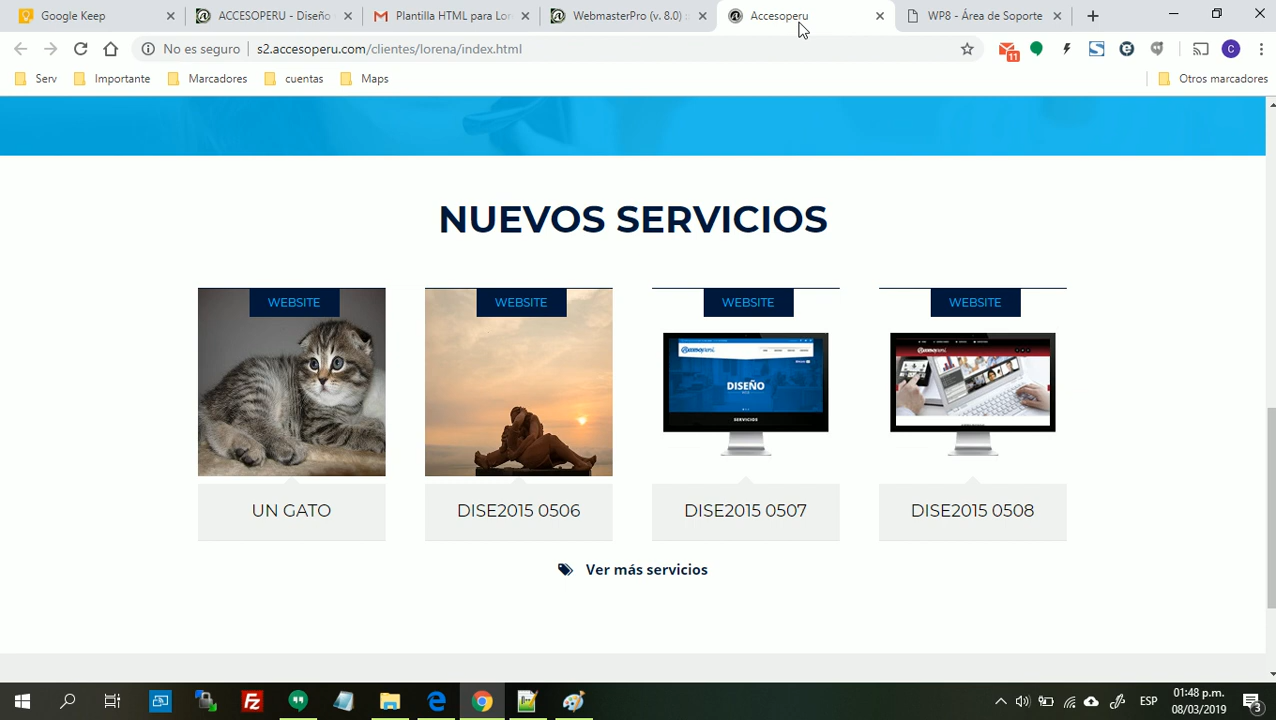 Google Keep
ACCESOPERU - Diseño
Plantilla HTML para Lor
WebmasterPro (v. 8.0) :
Accesoperu
WP8 - Área de Soporte
No es seguro
s2.accesoperu.com/clientes/lorena/index.html
11
C
Serv
Importante
Marcadores
cuentas
Maps
Otros marcadores
NUEVOS SERVICIOS
WEBSITE
WEBSITE
WEBSITE
WEBSITE
DISEÑO
SERVICIOS
UN GATO
DISE2015 0506
DISE2015 0507
DISE2015 0508
Ver más servicios
ESP
01:48 p.m.
08/03/2019
3